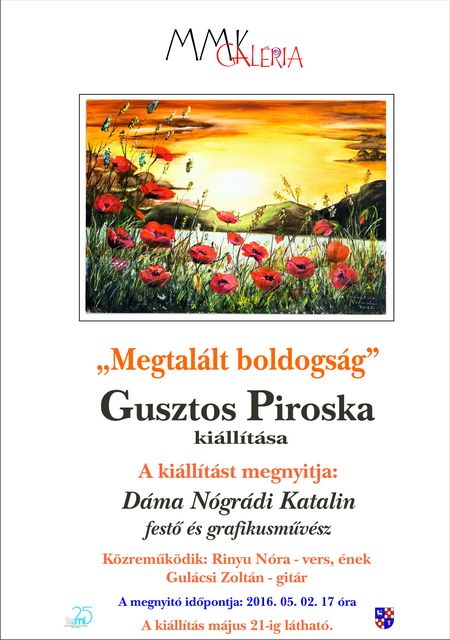 MMK
GALÉRIA
„Megtalált boldogság”
Gusztos Piroska
kiállítása
A kiállítást megnyitja:
Dáma Nógrádi Katalin
festő és grafikusművész
Közreműködik: Rinyu Nóra - vers, ének
Gulácsi Zoltán - gitár
A megnyitó időpontja: 2016. 05. 02. 17 óra
A kiállítás május 21-ig látható.
25